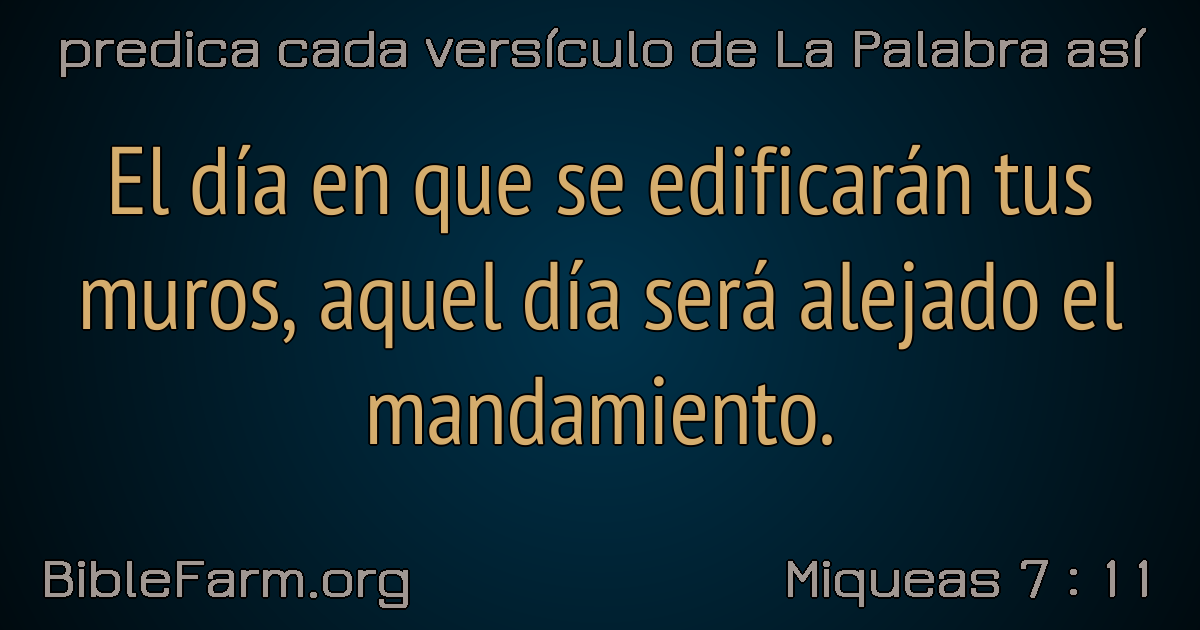 predica cada versículo de La Palabra así
El día en que se edificarán tus
muros, aquel día será alejado el
mandamiento.
BibleFarm.org
Miqueas 7 : 11